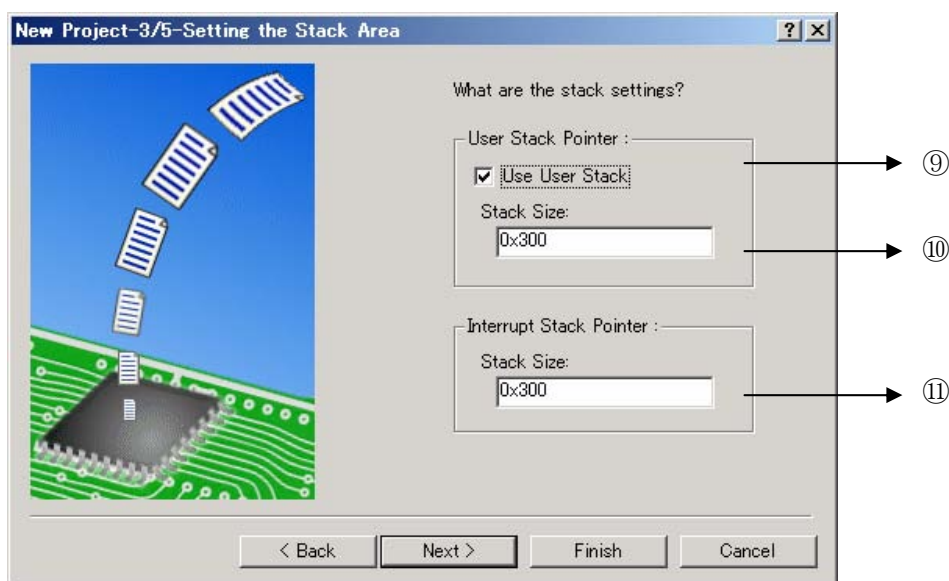 New Project-3/5-Setting the Stack Area
What are the stack settings?
User Stack Pointer :
⑨
Use User Stack
Stack Size:
0x300
⑩
Interrupt Stack Pointer :
Stack Size:
0x300
⑪
< Back
Next >
Finish
Cancel